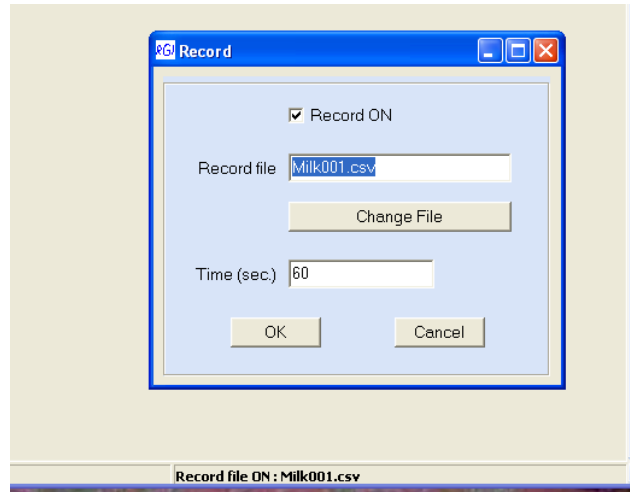 RGI Record
Record ON
Record file Milk001.csv
Change File
Time (sec.) 60
OK Cancel
Record file ON : Milk001.csv